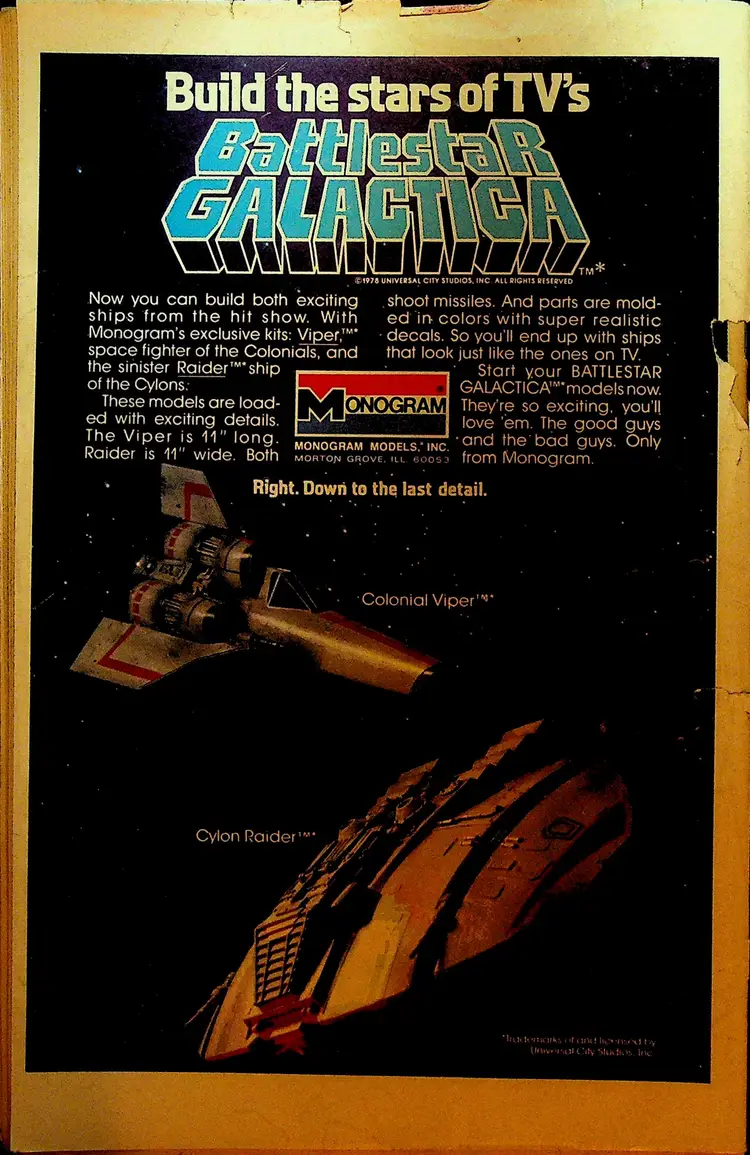 Build the stars of TV's
Battlestar
GALACTICA
™*
©1978 UNIVERSAL CITY STUDIOS, INC. ALL RIGHTS RESERVED
Now you can build both exciting
ships from the hit show. With
Monogram's exclusive kits: Viper,™*
space fighter of the Colonials, and
the sinister Raider™* ship
of the Cylons.
These models are load-
ed with exciting details.
The Viper is 11" long.
Raider is 11" wide. Both
shoot missiles. And parts are mold-
ed in colors with super realistic
decals. So you'll end up with ships
that look just like the ones on TV.
Start your BATTLESTAR
GALACTICA™* models now.
They're so exciting, you'll
love 'em. The good guys
and the bad guys. Only
from Monogram.
MONOGRAM®
MONOGRAM MODELS, INC.
MORTON GROVE, ILL. 60053
Right. Down to the last detail.
Colonial Viper™*
Cylon Raider™*
*Trademarks of and licensed by
Universal City Studios, Inc.